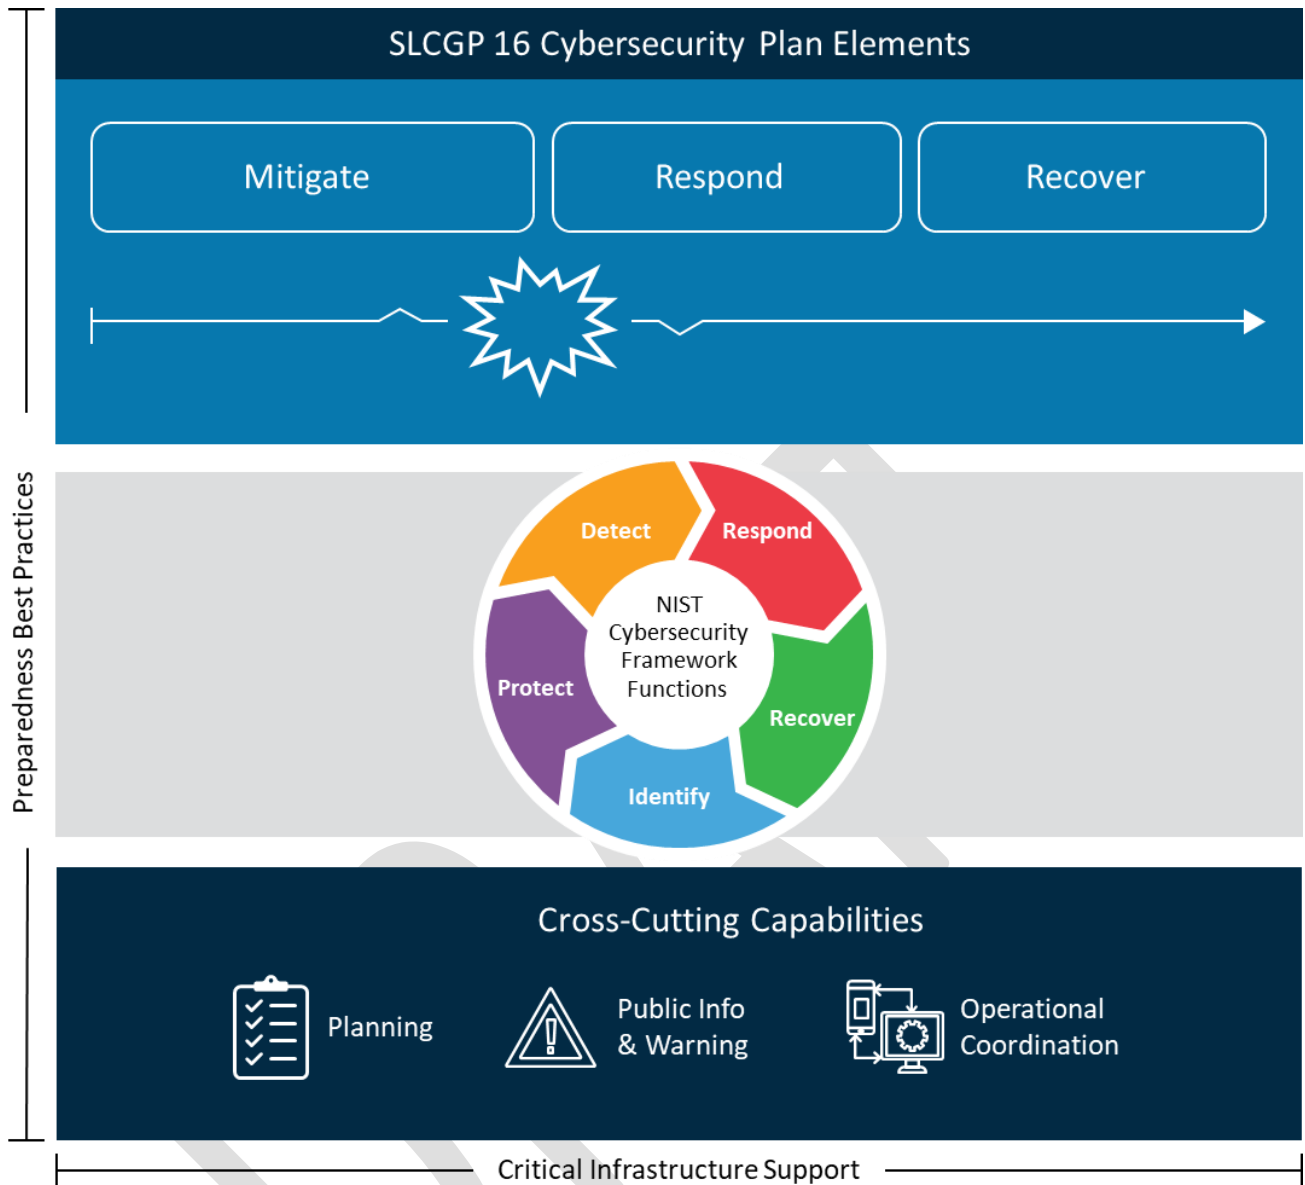 SLCGP 16 Cybersecurity Plan Elements
Mitigate
Respond
Recover
Preparedness Best Practices
Detect
Respond
NIST
Cybersecurity
Framework
Functions
Protect
Recover
Identify
Cross-Cutting Capabilities
Planning
Public Info
& Warning
Operational
Coordination
Critical Infrastructure Support